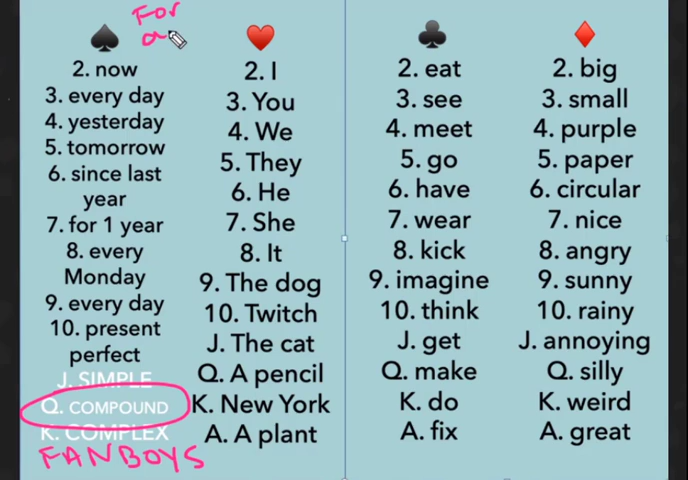 For
a
2. now
3. every day
4. yesterday
5. tomorrow
6. since last
year
7. for 1 year
8. every
Monday
9. every day
10. present
perfect
J. SIMPLE
Q. COMPOUND
K. COMPLEX
FANBOYS
2. I
3. You
4. We
5. They
6. He
7. She
8. It
9. The dog
10. Twitch
J. The cat
Q. A pencil
K. New York
A. A plant
2. eat
3. see
4. meet
5. go
6. have
7. wear
8. kick
9. imagine
10. think
J. get
Q. make
K. do
A. fix
2. big
3. small
4. purple
5. paper
6. circular
7. nice
8. angry
9. sunny
10. rainy
J. annoying
Q. silly
K. weird
A. great